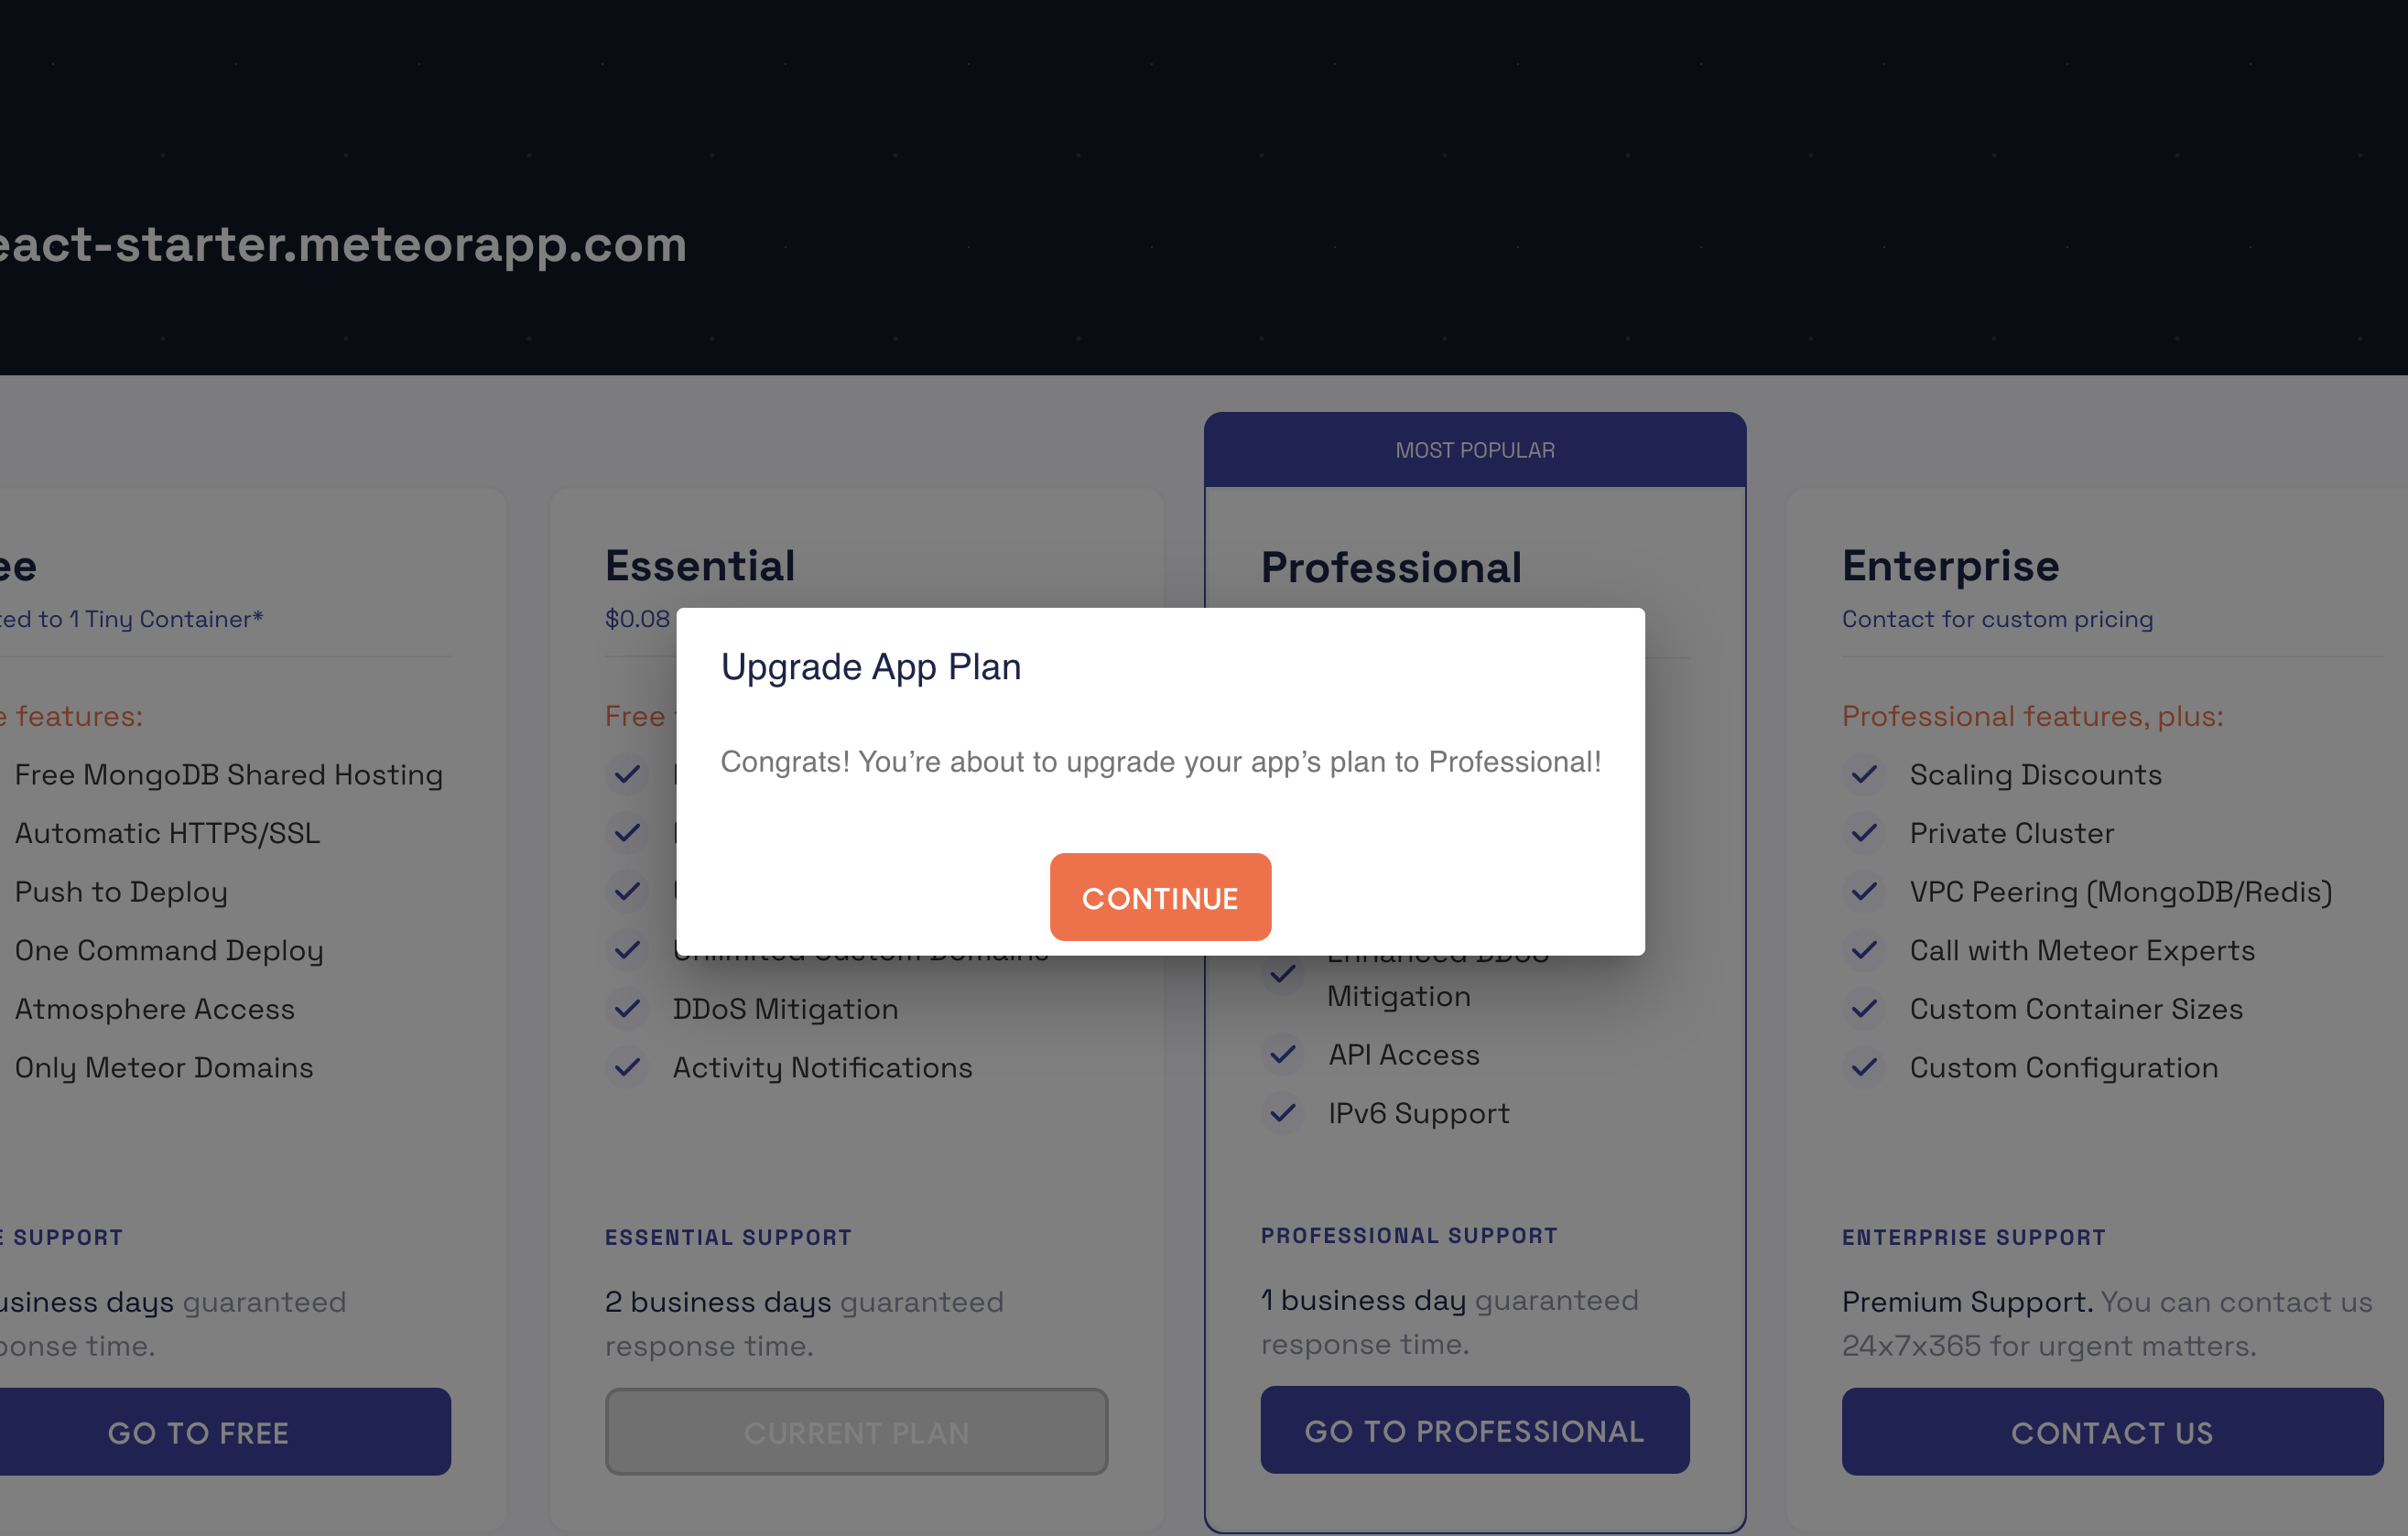 eact-starter.meteorapp.com
MOST POPULAR
ee
ted to 1 Tiny Container*
e features:
Free MongoDB Shared Hosting
Automatic HTTPS/SSL
Push to Deploy
One Command Deploy
Atmosphere Access
Only Meteor Domains
E SUPPORT
usiness days guaranteed
ponse time.
GO TO FREE
Essential
$0.08
Free
Unlimited Custom Domains
DDoS Mitigation
Activity Notifications
ESSENTIAL SUPPORT
2 business days guaranteed
response time.
CURRENT PLAN
Upgrade App Plan
Congrats! You’re about to upgrade your app’s plan to Professional!
CONTINUE
Professional
Enhanced DDoS
Mitigation
API Access
IPv6 Support
PROFESSIONAL SUPPORT
1 business day guaranteed
response time.
GO TO PROFESSIONAL
Enterprise
Contact for custom pricing
Professional features, plus:
Scaling Discounts
Private Cluster
VPC Peering (MongoDB/Redis)
Call with Meteor Experts
Custom Container Sizes
Custom Configuration
ENTERPRISE SUPPORT
Premium Support. You can contact us
24x7x365 for urgent matters.
CONTACT US